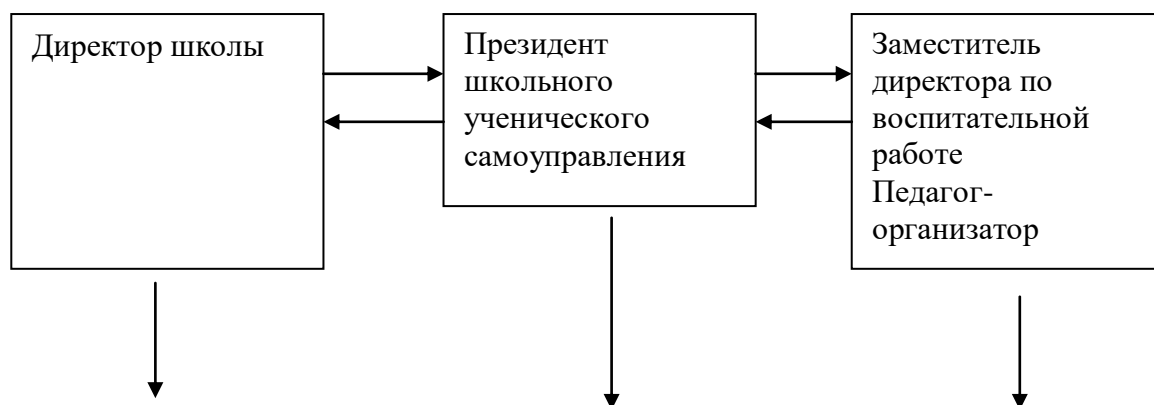 Директор школы
Президент
школьного
ученического
самоуправления
Заместитель
директора по
воспитательной
работе
Педагог-
организатор